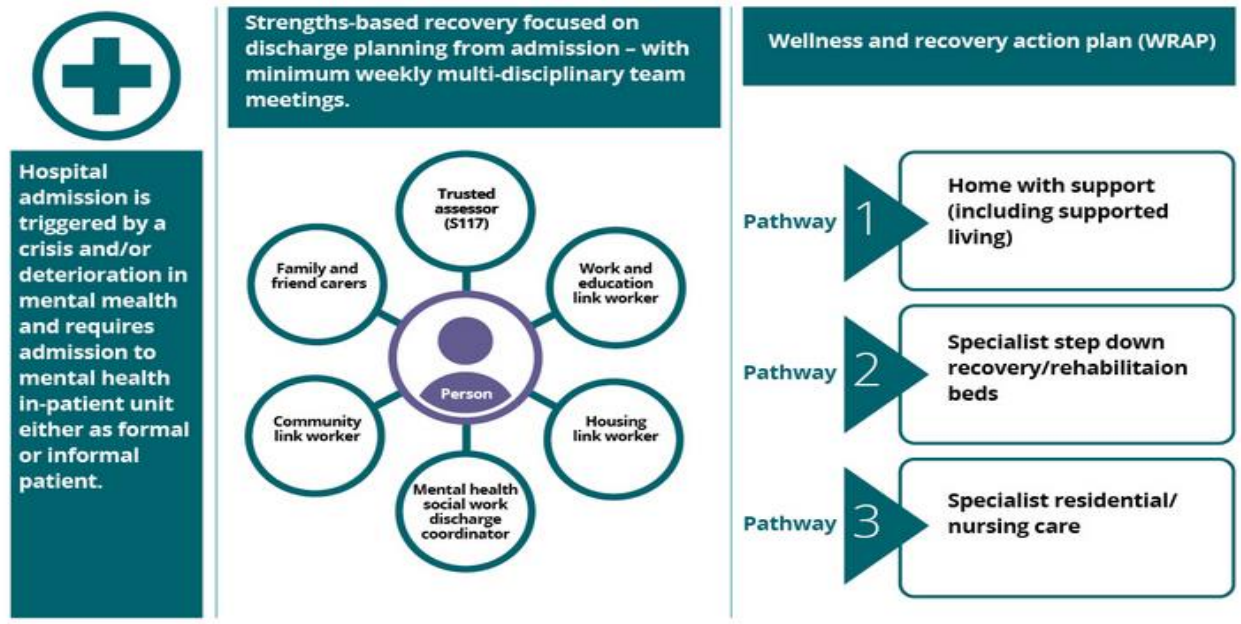 Hospital
admission is
triggered by a
crisis and/or
deterioration in
mental mealth
and requires
admission to
mental health
in-patient unit
either as formal
or informal
patient.
Strengths-based recovery focused on
discharge planning from admission – with
minimum weekly multi-disciplinary team
meetings.
Trusted
assessor
(S117)
Family and
friend carers
Work and
education
link worker
Person
Community
link worker
Housing
link worker
Mental health
social work
discharge
coordinator
Wellness and recovery action plan (WRAP)
Pathway 1
Home with support
(including supported
living)
Pathway 2
Specialist step down
recovery/rehabilitaion
beds
Pathway 3
Specialist residential/
nursing care